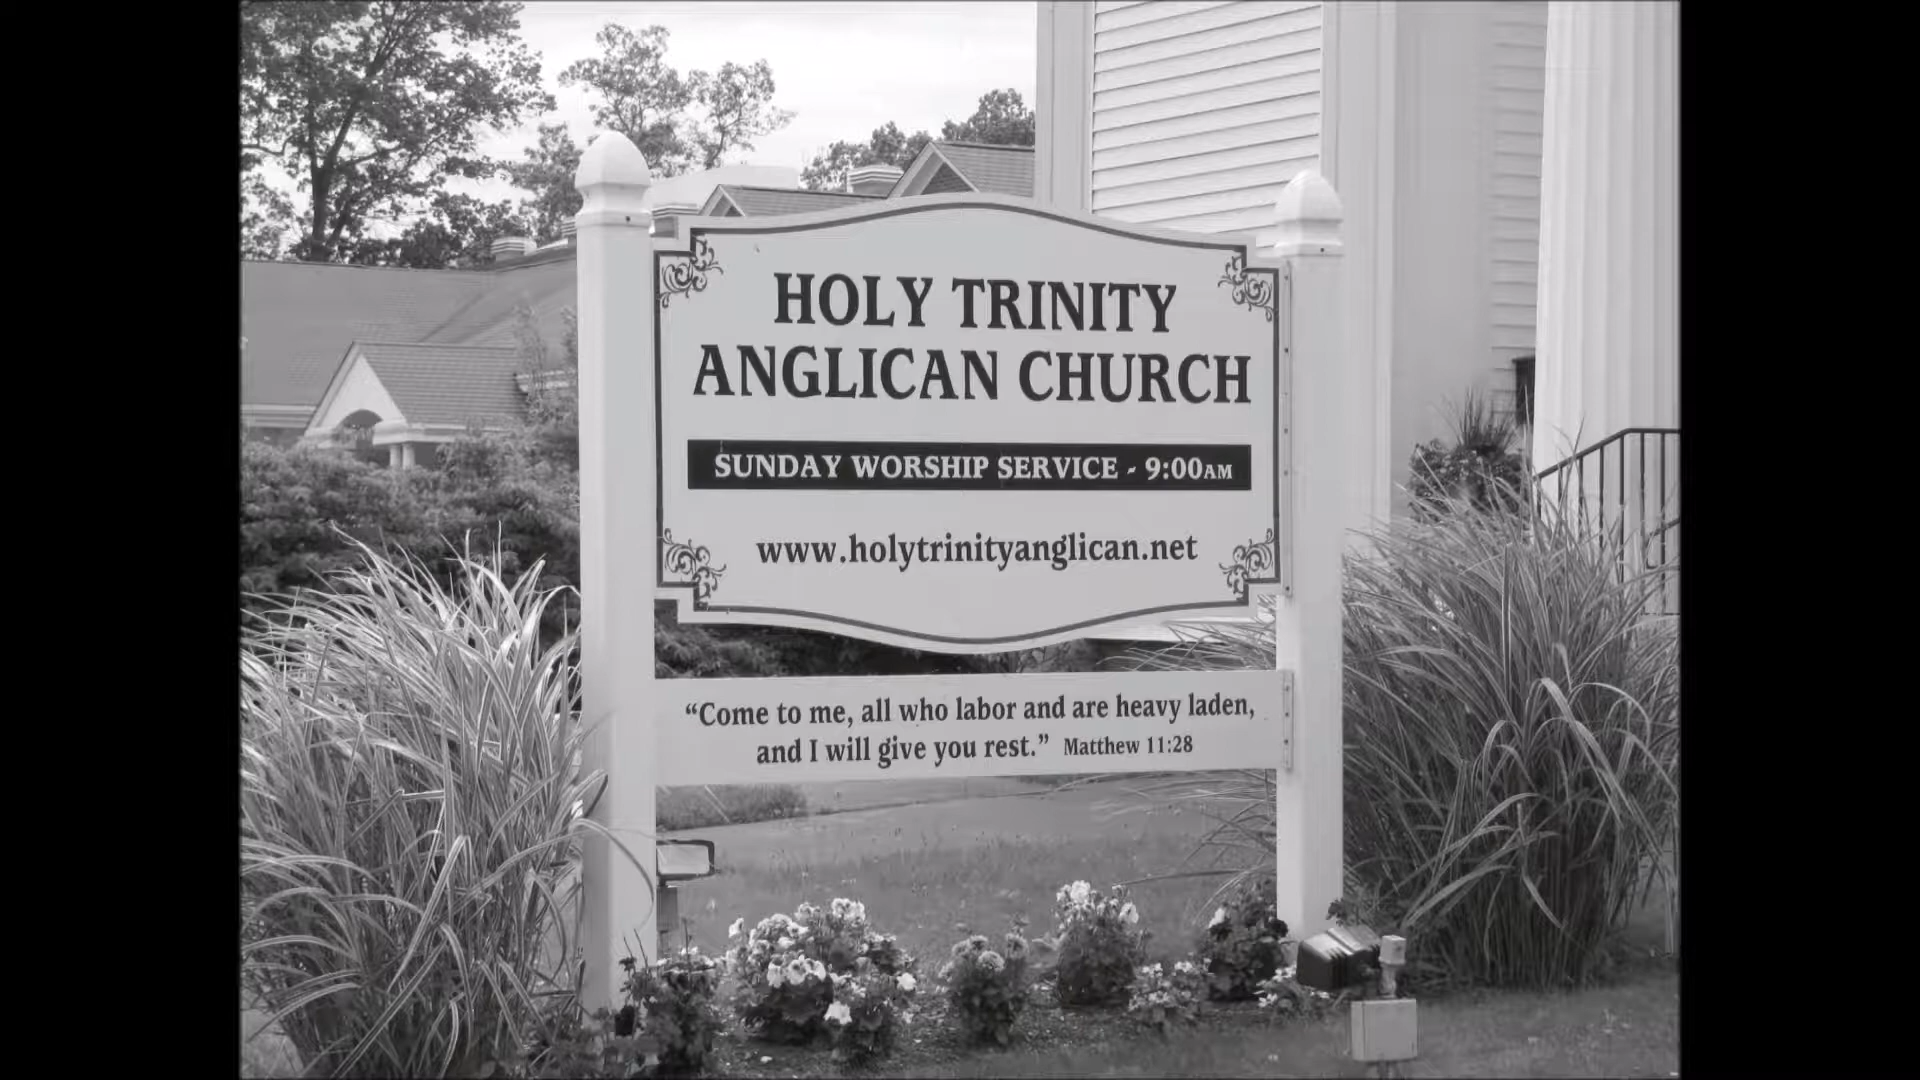 HOLY TRINITY
ANGLICAN CHURCH
SUNDAY WORSHIP SERVICE - 9:00AM
www.holytrinityanglican.net
“Come to me, all who labor and are heavy laden,
and I will give you rest.” Matthew 11:28